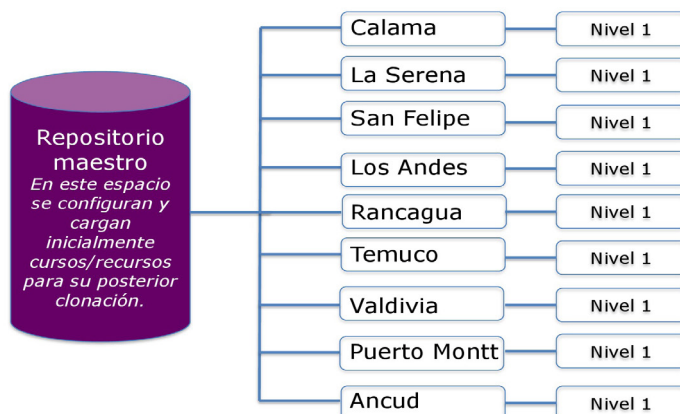 Repositorio
maestro
En este espacio
se configuran y
cargan
inicialmente
cursos/recursos
para su posterior
clonación.
Calama
Nivel 1
La Serena
Nivel 1
San Felipe
Nivel 1
Los Andes
Nivel 1
Rancagua
Nivel 1
Temuco
Nivel 1
Valdivia
Nivel 1
Puerto Montt
Nivel 1
Ancud
Nivel 1